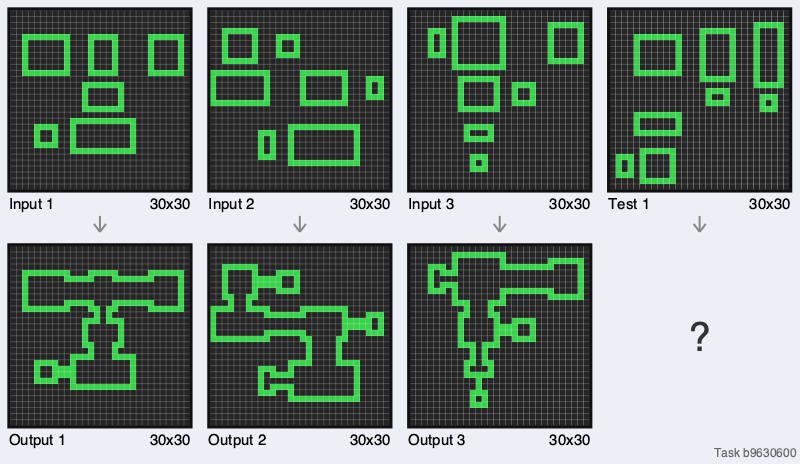 Input 1 30x30
Input 2 30x30
Input 3 30x30
Test 1 30x30
?
Output 1 30x30
Output 2 30x30
Output 3 30x30
Task b9630600